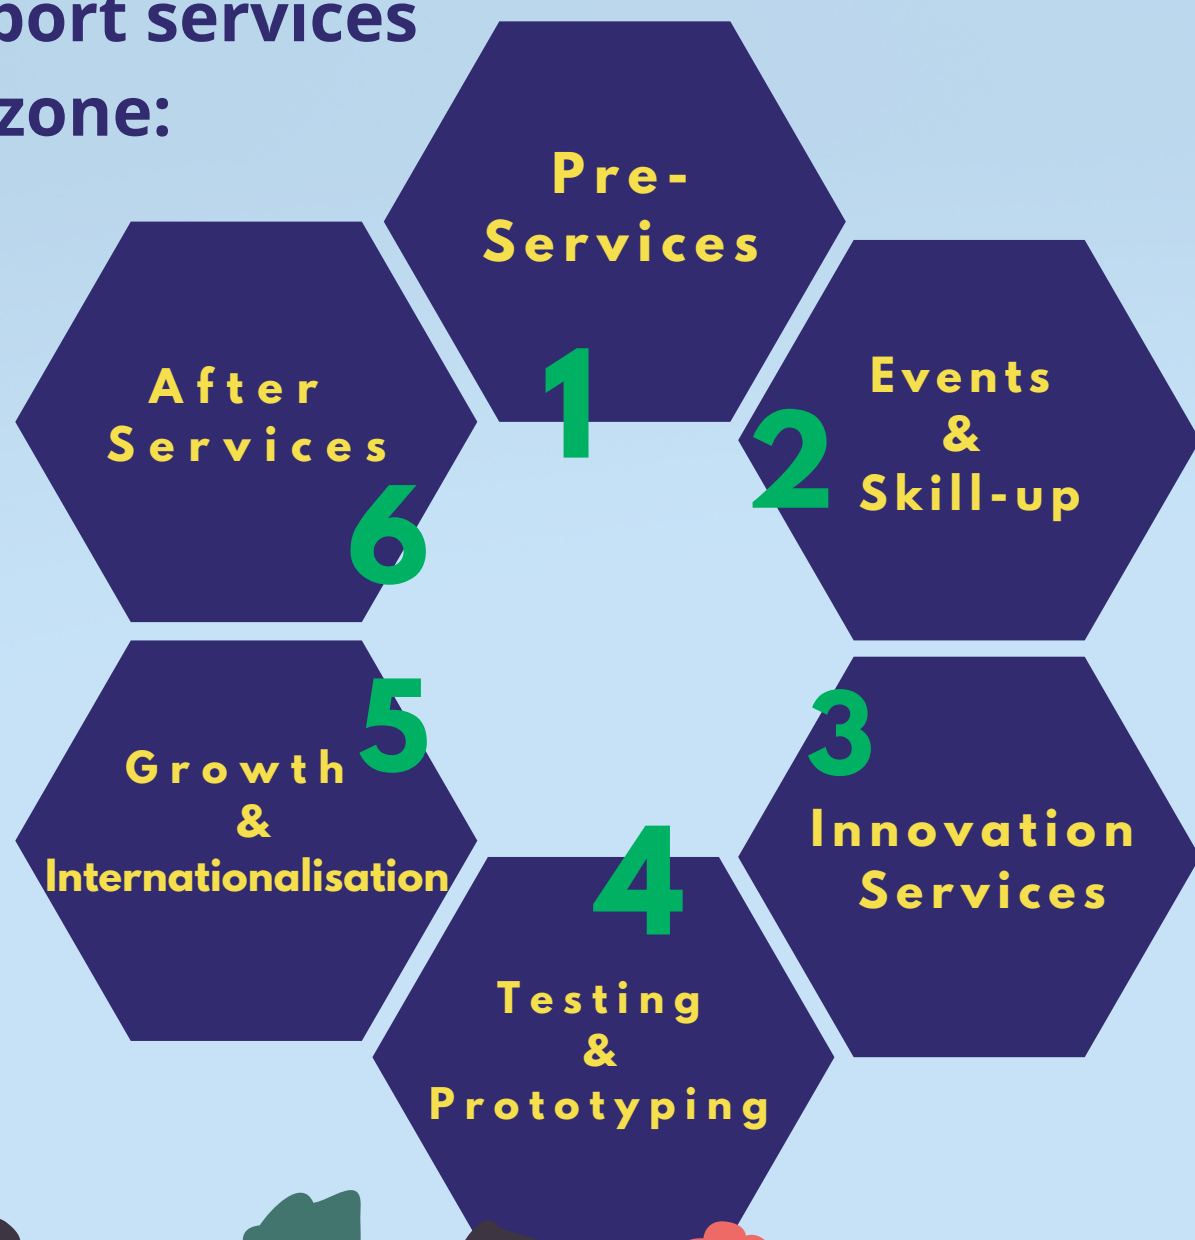 services
zone:
Pre-
Services
1
Events
&
Skill-up
2
3
Innovation
Services
4
Testing
&
Prototyping
5
Growth
&
Internationalisation
After
Services
6